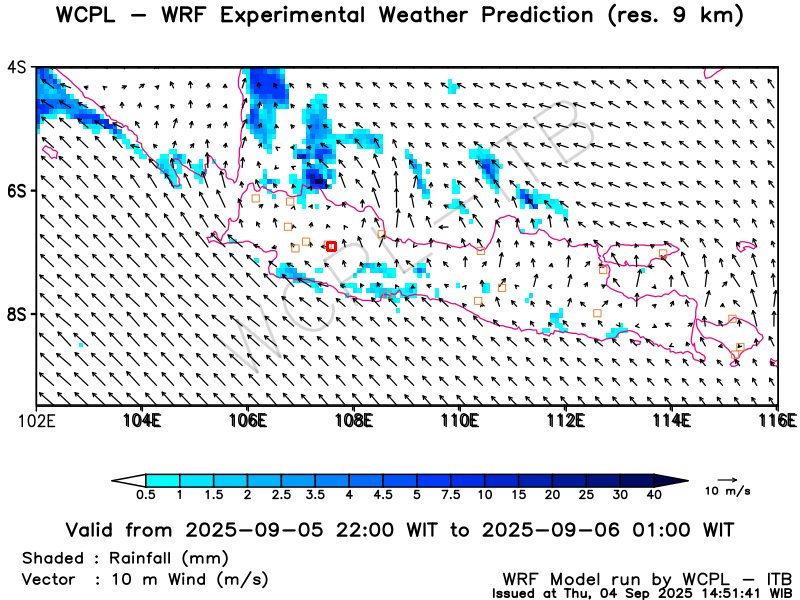 WCPL – WRF Experimental Weather Prediction (res. 9 km)
WCPL-ITB
4S
6S
8S
102E 104E 106E 108E 110E 112E 114E 116E
0.5 1 1.5 2 2.5 3.5 4 4.5 5 7.5 10 15 20 25 30 40
10 m/s
Valid from 2025-09-05 22:00 WIT to 2025-09-06 01:00 WIT
Shaded : Rainfall (mm)
Vector : 10 m Wind (m/s)
WRF Model run by WCPL – ITB
Issued at Thu, 04 Sep 2025 14:51:41 WIB